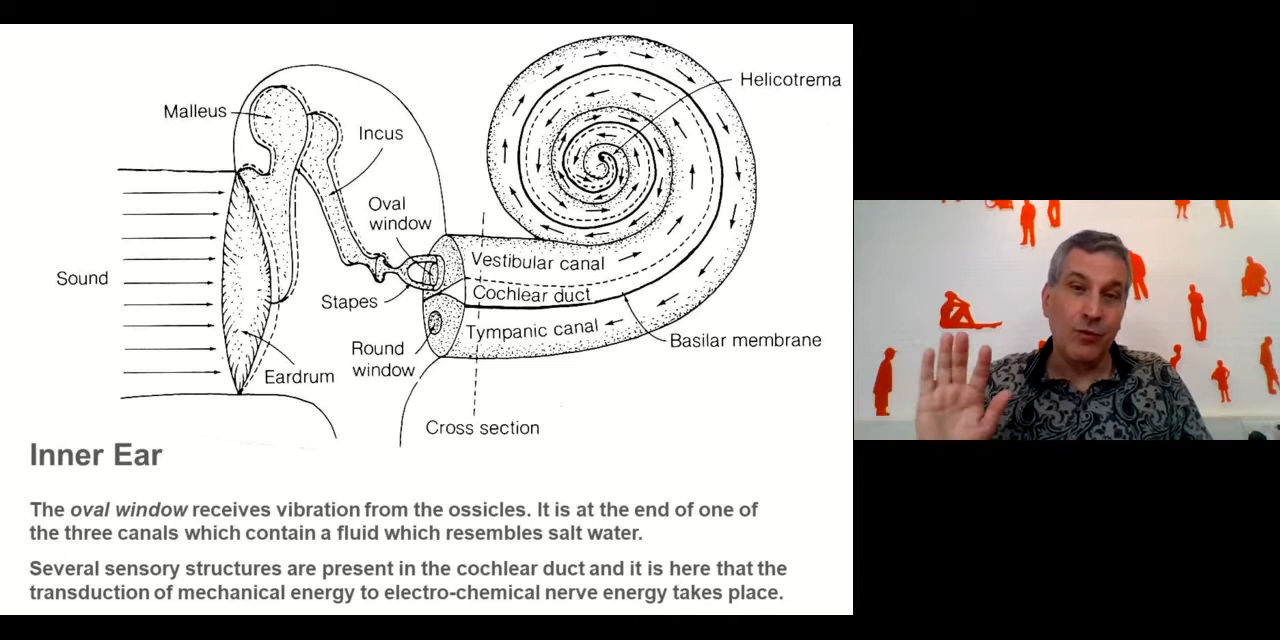 Helicotrema
Malleus
Incus
Oval
window
Vestibular canal
Sound
Cochlear duct
Stapes
Tympanic canal
Basilar membrane
Round
window
Eardrum
Cross section
Inner Ear
The oval window receives vibration from the ossicles. It is at the end of one of
the three canals which contain a fluid which resembles salt water.
Several sensory structures are present in the cochlear duct and it is here that the
transduction of mechanical energy to electro-chemical nerve energy takes place.